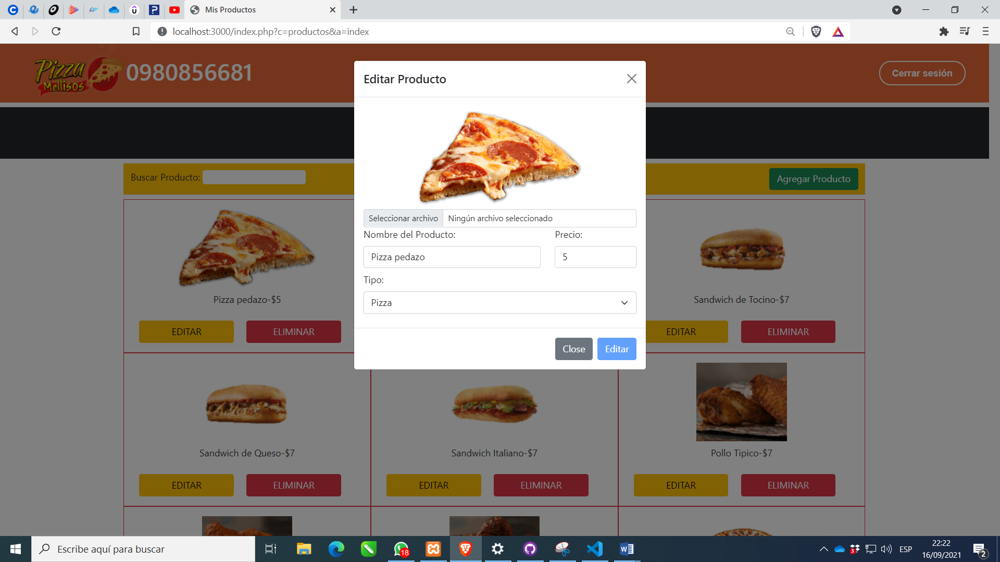 Mis Productos
localhost:3000/index.php?c=productos&a=index
Pizza
Mellisos
0980856681
Cerrar sesión
Editar Producto
Buscar Producto:
Agregar Producto
Seleccionar archivo Ningún archivo seleccionado
Nombre del Producto: Precio:
Pizza pedazo 5
Tipo:
Pizza
Close Editar
Pizza pedazo-$5
Sandwich de Tocino-$7
EDITAR ELIMINAR
EDITAR ELIMINAR
Sandwich de Queso-$7
Sandwich Italiano-$7
Pollo Tipico-$7
EDITAR ELIMINAR
EDITAR ELIMINAR
EDITAR ELIMINAR
Escribe aquí para buscar
18
3
ESP
22:22
16/09/2021
2